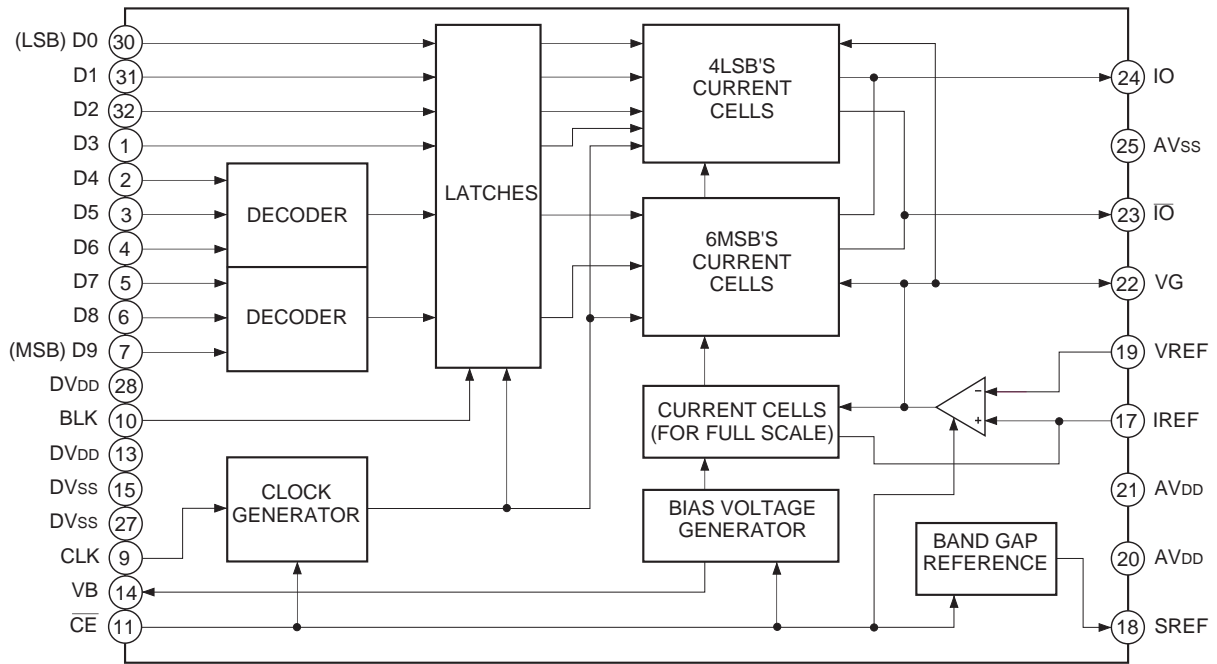 (LSB) D0 30
D1 31
D2 32
D3 1
D4 2
D5 3
D6 4
D7 5
D8 6
(MSB) D9 7
DVDD 28
BLK 10
DVDD 13
DVSS 15
DVSS 27
CLK 9
VB 14
CE 11
DECODER
DECODER
CLOCK
GENERATOR
LATCHES
4LSB'S
CURRENT
CELLS
6MSB'S
CURRENT
CELLS
CURRENT CELLS
(FOR FULL SCALE)
BIAS VOLTAGE
GENERATOR
−
+
BAND GAP
REFERENCE
24 IO
25 AVSS
23 IO
22 VG
19 VREF
17 IREF
21 AVDD
20 AVDD
18 SREF